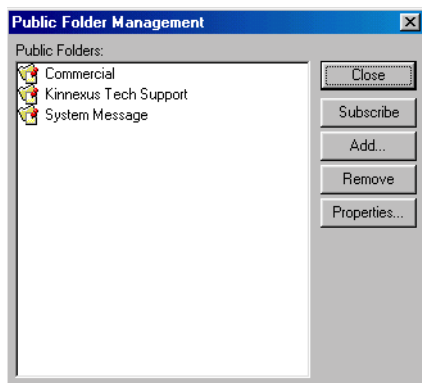 Public Folder Management
Public Folders:
Commercial
Kinnexus Tech Support
System Message
Close
Subscribe
Add...
Remove
Properties...